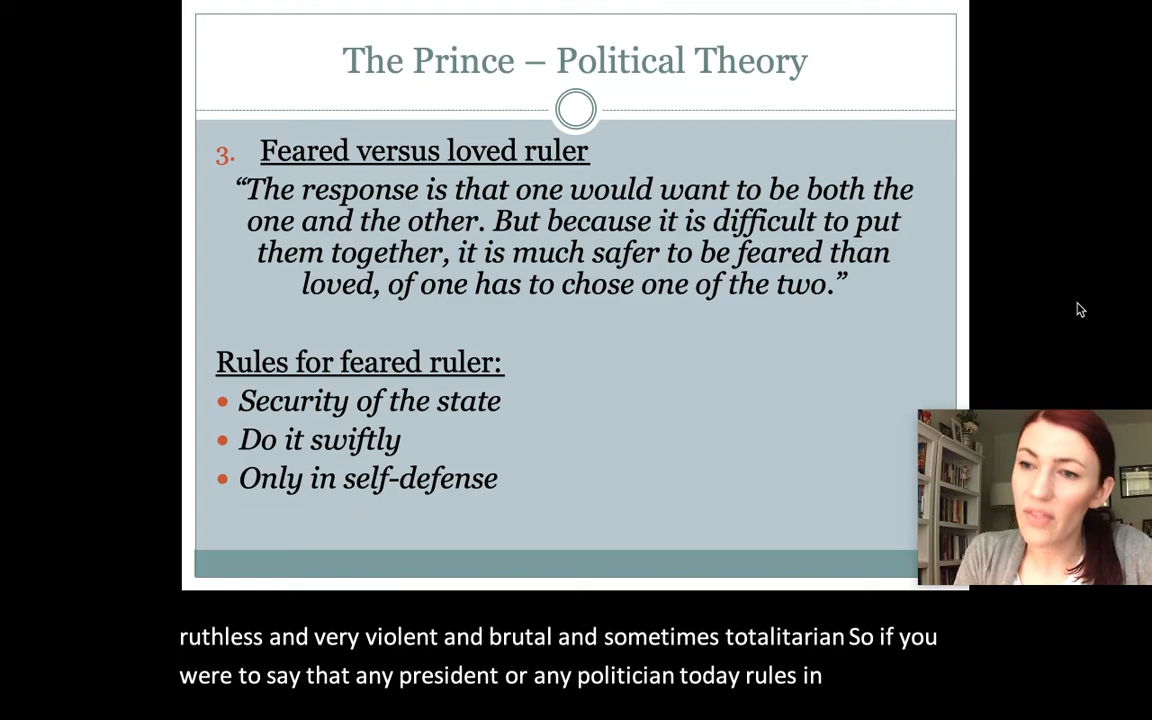 The Prince – Political Theory
3. Feared versus loved ruler
“The response is that one would want to be both the
one and the other. But because it is difficult to put
them together, it is much safer to be feared than
loved, of one has to chose one of the two.”
Rules for feared ruler:
• Security of the state
• Do it swiftly
• Only in self-defense
ruthless and very violent and brutal and sometimes totalitarian So if you
were to say that any president or any politician today rules in